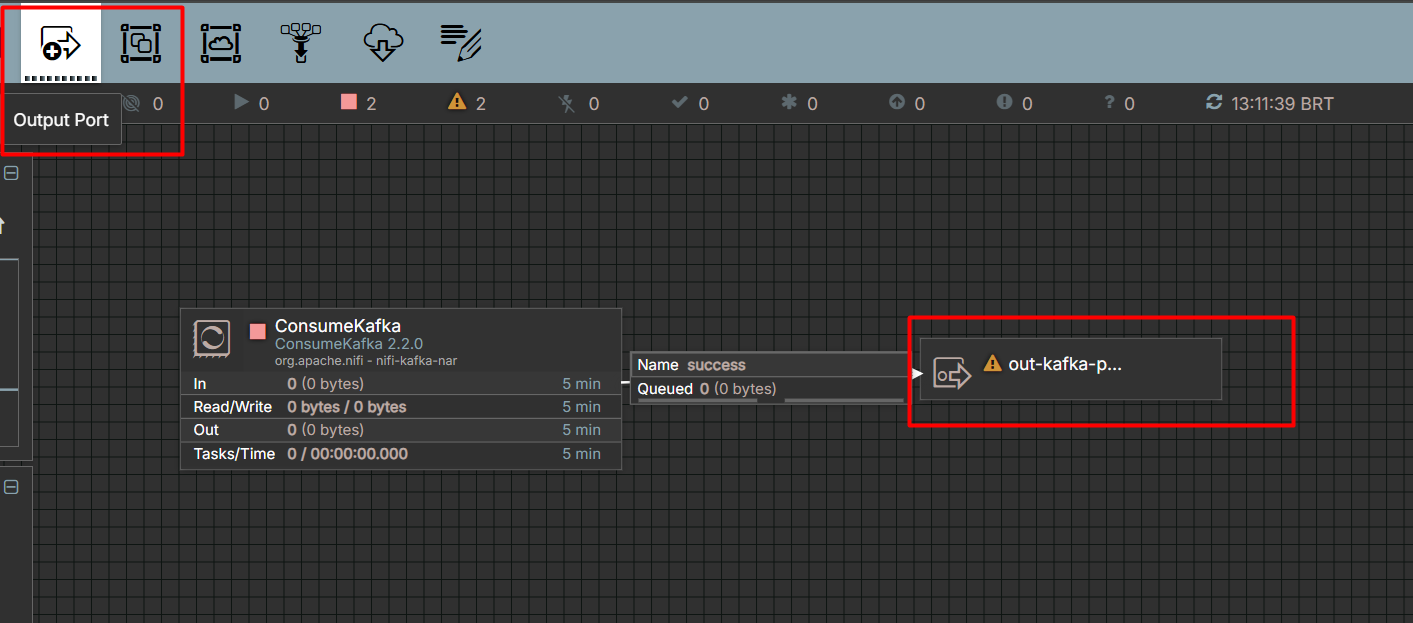 0 0 2 2 0 0 0 0 0 ? 0 13:11:39 BRT
Output Port
ConsumeKafka
ConsumeKafka 2.2.0
org.apache.nifi - nifi-kafka-nar
In 0 (0 bytes) 5 min
Read/Write 0 bytes / 0 bytes 5 min
Out 0 (0 bytes) 5 min
Tasks/Time 0 / 00:00:00.000 5 min
Name success
Queued 0 (0 bytes)
out-kafka-p...